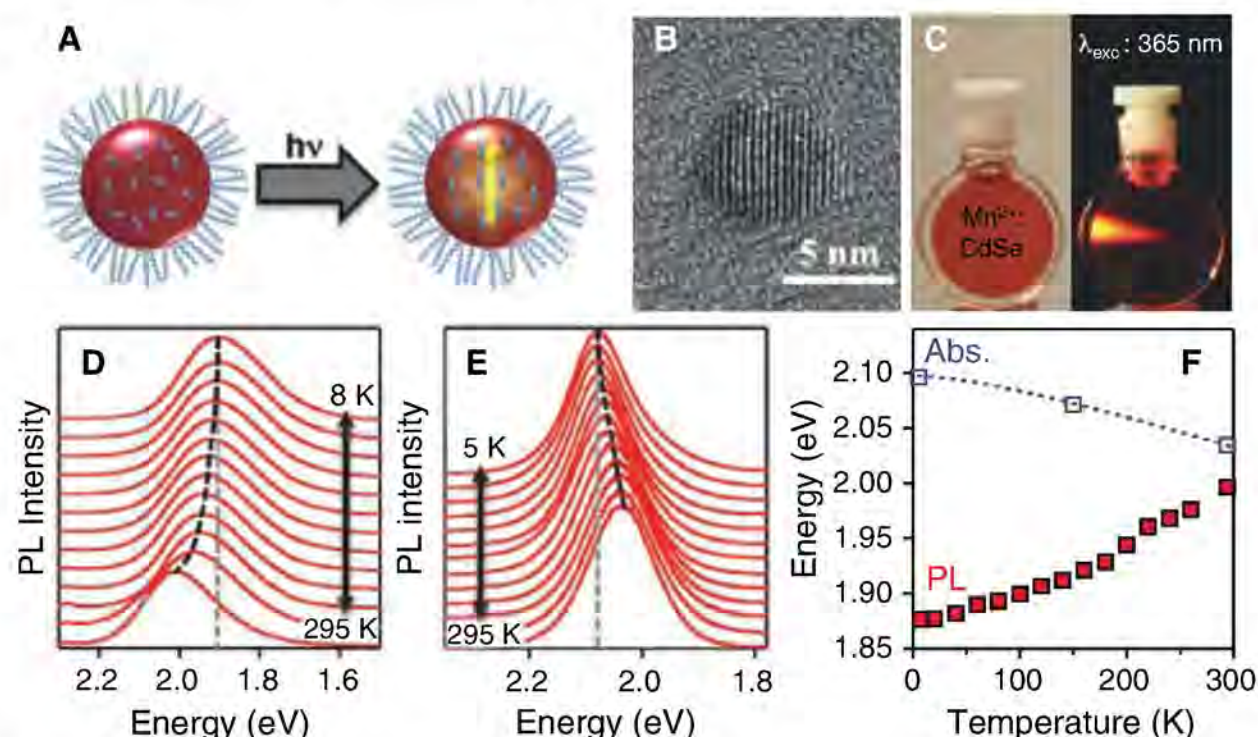 A
hν
B
5 nm
C
λexc : 365 nm
Mn²⁺:
CdSe
D
8 K
295 K
PL Intensity
2.2 2.0 1.8 1.6
Energy (eV)
E
5 K
295 K
PL intensity
2.2 2.0 1.8
Energy (eV)
F
Abs.
PL
Energy (eV)
2.10
2.05
2.00
1.95
1.90
1.85
0 100 200 300
Temperature (K)